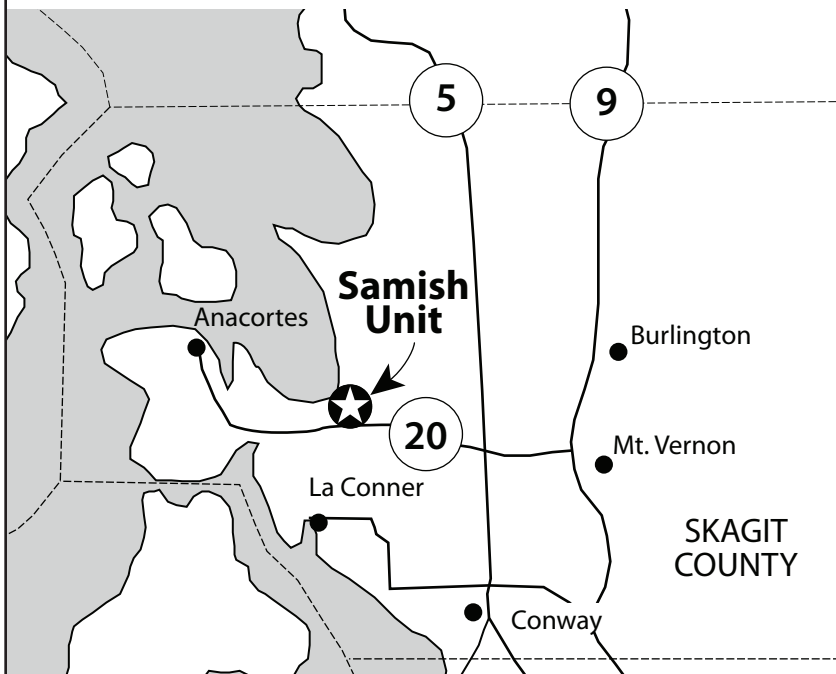 5
9
Samish
Unit
Anacortes
Burlington
20
Mt. Vernon
La Conner
SKAGIT
COUNTY
Conway